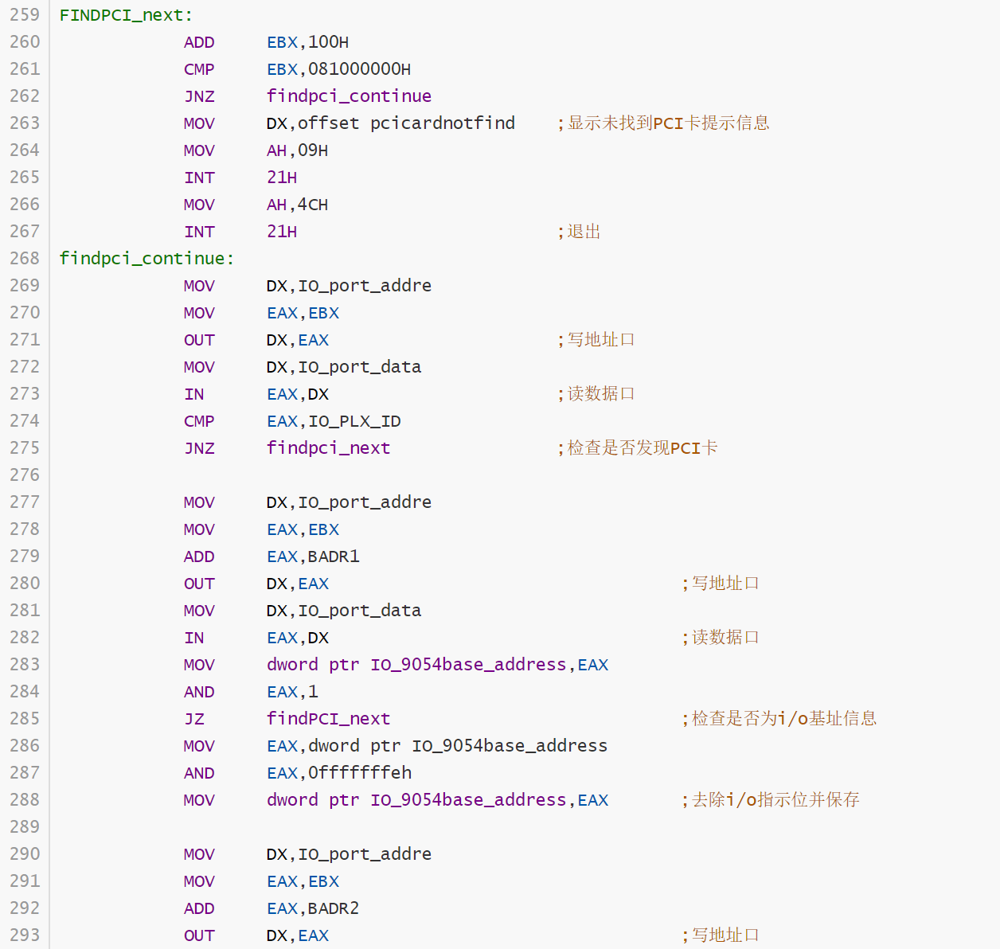 259 FINDPCI_next:
260 ADD EBX,100H
261 CMP EBX,081000000H
262 JNZ findpci_continue
263 MOV DX,offset pcicardnotfind ;显示未找到PCI卡提示信息
264 MOV AH,09H
265 INT 21H
266 MOV AH,4CH
267 INT 21H ;退出
268 findpci_continue:
269 MOV DX,IO_port_addre
270 MOV EAX,EBX
271 OUT DX,EAX ;写地址口
272 MOV DX,IO_port_data
273 IN EAX,DX ;读数据口
274 CMP EAX,IO_PLX_ID
275 JNZ findpci_next ;检查是否发现PCI卡
276
277 MOV DX,IO_port_addre
278 MOV EAX,EBX
279 ADD EAX,BADR1
280 OUT DX,EAX ;写地址口
281 MOV DX,IO_port_data
282 IN EAX,DX ;读数据口
283 MOV dword ptr IO_9054base_address,EAX
284 AND EAX,1
285 JZ findPCI_next ;检查是否为i/o基址信息
286 MOV EAX,dword ptr IO_9054base_address
287 AND EAX,0fffffffeh
288 MOV dword ptr IO_9054base_address,EAX ;去除i/o指示位并保存
289
290 MOV DX,IO_port_addre
291 MOV EAX,EBX
292 ADD EAX,BADR2
293 OUT DX,EAX ;写地址口